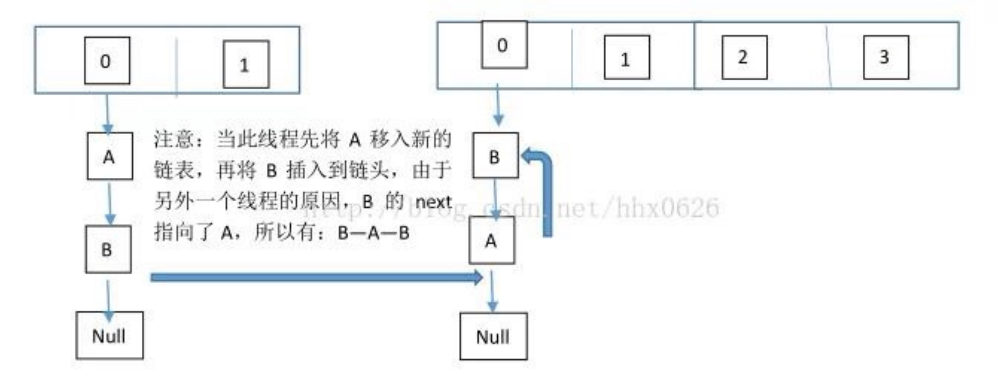 0
1
0
1
2
3
A
B
Null
注意：当此线程先将 A 移入新的
链表，再将 B 插入到链头，由于
另外一个线程的原因，B 的 next
指向了 A，所以有：B—A—B
B
A
Null
http://blog.csdn.net/hhx0626